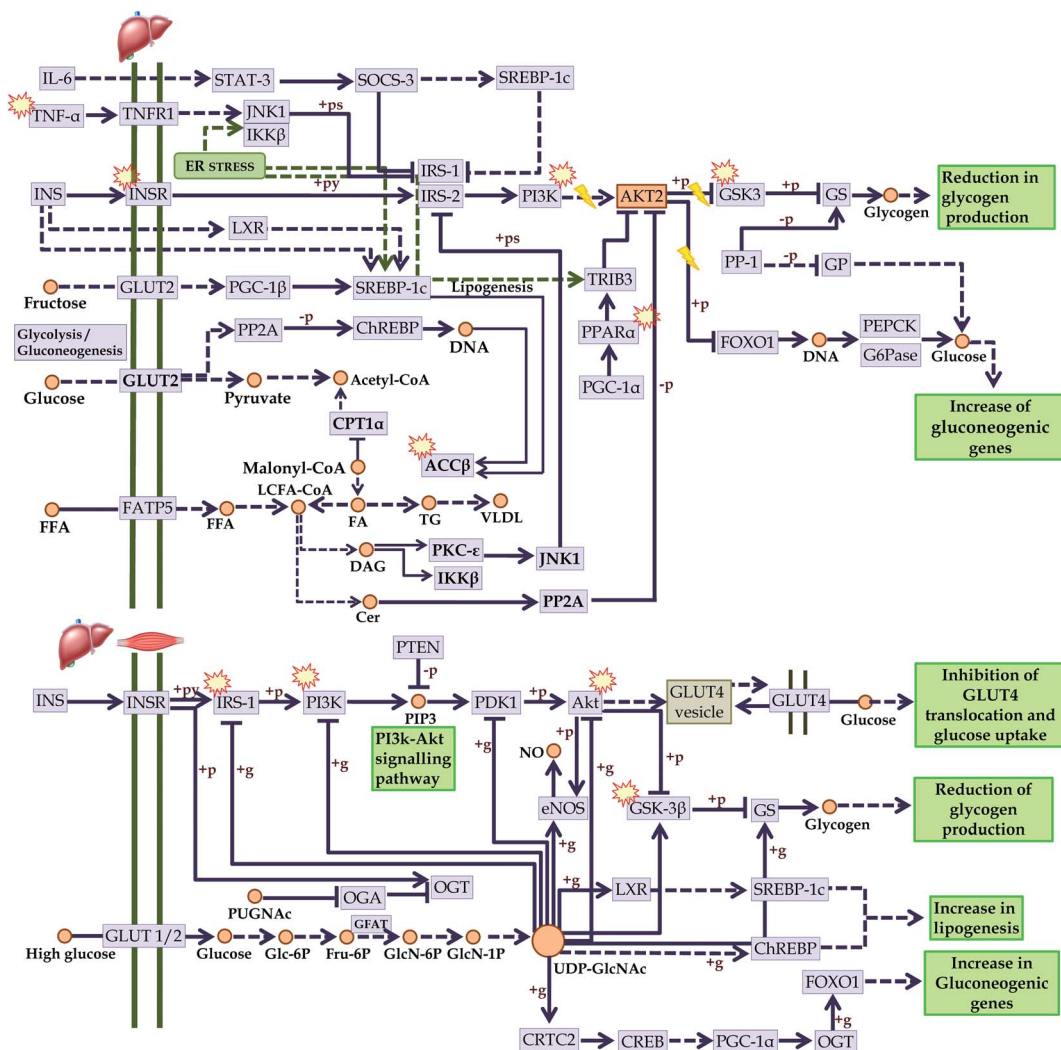 IL-6
STAT-3
SOCS-3
SREBP-1c
TNF-α
TNFR1
JNK1
IKKβ
+ps
ER STRESS
+py
IRS-1
IRS-2
INS
INSR
PI3K
AKT2
+p
GSK3
+p
GS
Glycogen
Reduction in
glycogen
production
LXR
+ps
-p
PP-1
-p
GP
Fructose
GLUT2
PGC-1β
SREBP-1c
Lipogenesis
TRIB3
+p
Glycolysis/
Gluconeogenesis
PP2A
-p
ChREBP
DNA
PPARα
FOXO1
DNA
PEPCK
G6Pase
Glucose
Glucose
GLUT2
Pyruvate
Acetyl-CoA
PGC-1α
-p
Increase of
gluconeogenic
genes
CPT1α
Malonyl-CoA
ACCβ
LCFA-CoA
FFA
FATP5
FFA
FA
TG
VLDL
DAG
PKC-ε
IKKβ
JNK1
Cer
PP2A
INS
INSR
+py
IRS-1
+p
PI3K
PTEN
-p
PIP3
PDK1
+p
Akt
GLUT4
vesicle
GLUT4
Glucose
Inhibition of
GLUT4
translocation and
glucose uptake
PI3k-Akt
signalling
pathway
+p
+g
+g
+g
NO
+p
+g
+p
eNOS
+g
GSK-3β
+p
GS
Glycogen
Reduction of
glycogen
production
+g
PUGNAc
OGA
OGT
+g
LXR
SREBP-1c
GFAT
High glucose
GLUT 1/2
Glucose
Glc-6P
Fru-6P
GlcN-6P
GlcN-1P
UDP-GlcNAc
+g
ChREBP
Increase in
lipogenesis
+g
CRTC2
CREB
PGC-1α
OGT
+g
FOXO1
Increase in
Gluconeogenic
genes